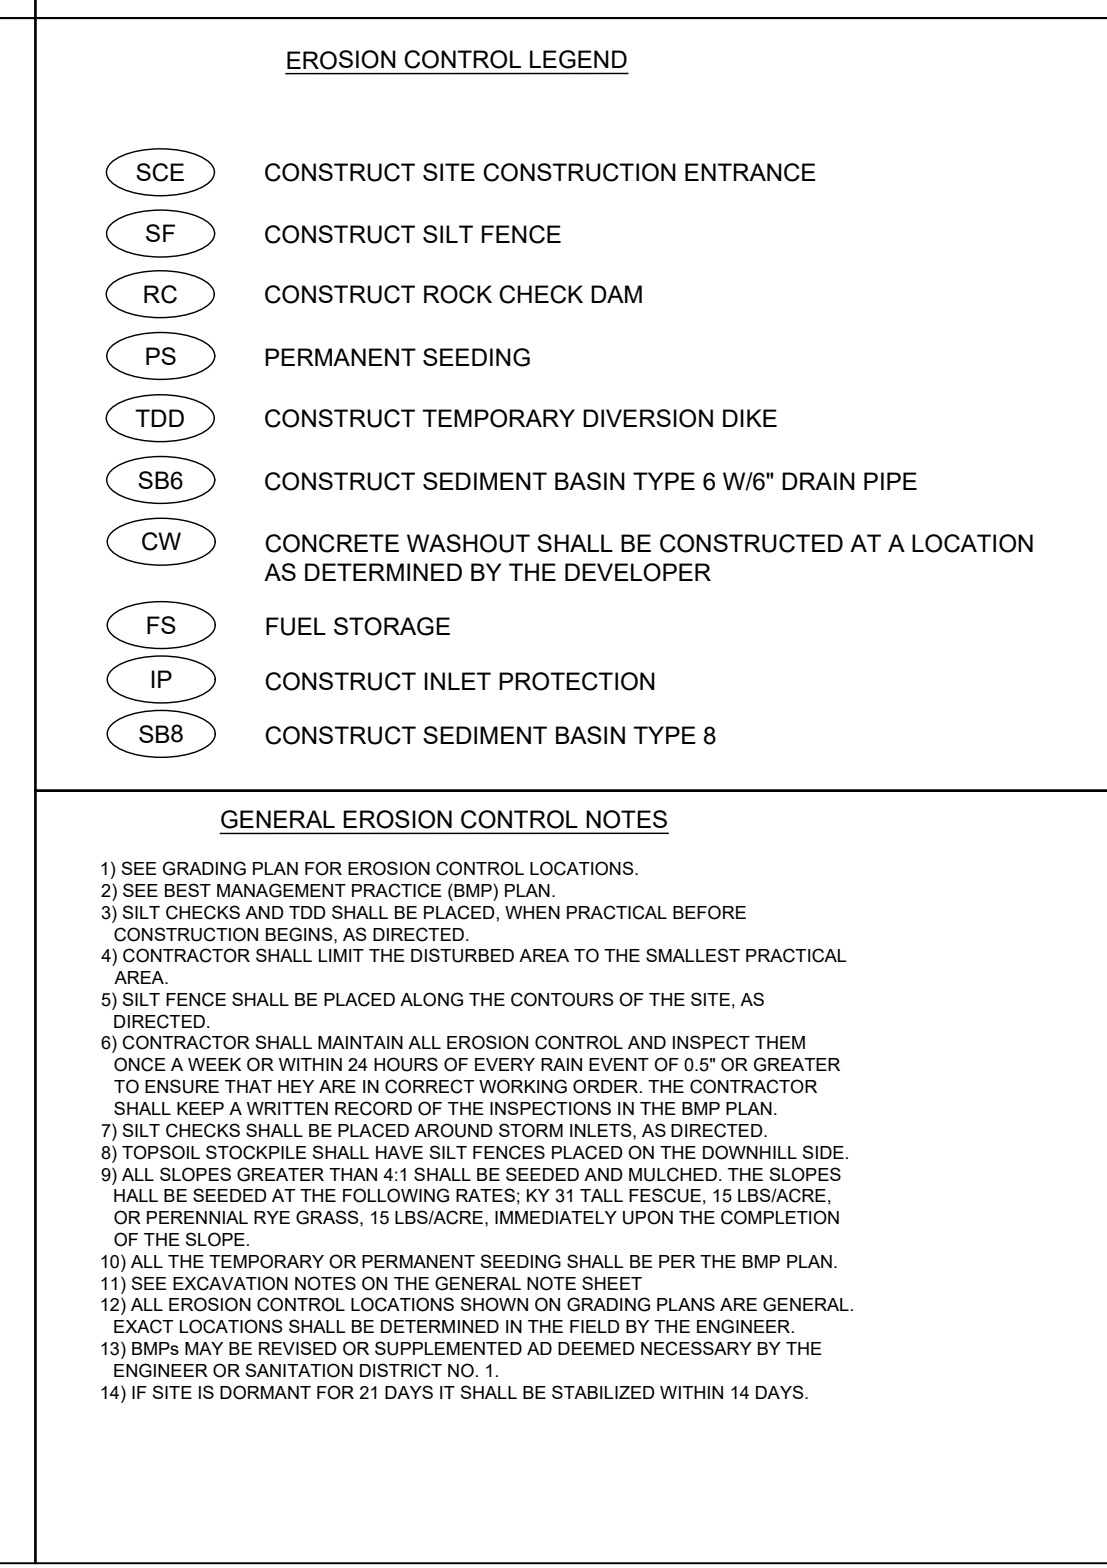 EROSION CONTROL LEGEND
SCE CONSTRUCT SITE CONSTRUCTION ENTRANCE
SF CONSTRUCT SILT FENCE
RC CONSTRUCT ROCK CHECK DAM
PS PERMANENT SEEDING
TDD CONSTRUCT TEMPORARY DIVERSION DIKE
SB6 CONSTRUCT SEDIMENT BASIN TYPE 6 W/6" DRAIN PIPE
CW CONCRETE WASHOUT SHALL BE CONSTRUCTED AT A LOCATION
AS DETERMINED BY THE DEVELOPER
FS FUEL STORAGE
IP CONSTRUCT INLET PROTECTION
SB8 CONSTRUCT SEDIMENT BASIN TYPE 8
GENERAL EROSION CONTROL NOTES
1) SEE GRADING PLAN FOR EROSION CONTROL LOCATIONS.
2) SEE BEST MANAGEMENT PRACTICE (BMP) PLAN.
3) SILT CHECKS AND TDD SHALL BE PLACED, WHEN PRACTICAL BEFORE
CONSTRUCTION BEGINS, AS DIRECTED.
4) CONTRACTOR SHALL LIMIT THE DISTURBED AREA TO THE SMALLEST PRACTICAL
AREA.
5) SILT FENCE SHALL BE PLACED ALONG THE CONTOURS OF THE SITE, AS
DIRECTED.
6) CONTRACTOR SHALL MAINTAIN ALL EROSION CONTROL AND INSPECT THEM
ONCE A WEEK OR WITHIN 24 HOURS OF EVERY RAIN EVENT OF 0.5" OR GREATER
TO ENSURE THAT HEY ARE IN CORRECT WORKING ORDER. THE CONTRACTOR
SHALL KEEP A WRITTEN RECORD OF THE INSPECTIONS IN THE BMP PLAN.
7) SILT CHECKS SHALL BE PLACED AROUND STORM INLETS, AS DIRECTED.
8) TOPSOIL STOCKPILE SHALL HAVE SILT FENCES PLACED ON THE DOWNHILL SIDE.
9) ALL SLOPES GREATER THAN 4:1 SHALL BE SEEDED AND MULCHED. THE SLOPES
HALL BE SEEDED AT THE FOLLOWING RATES; KY 31 TALL FESCUE, 15 LBS/ACRE,
OR PERENNIAL RYE GRASS, 15 LBS/ACRE, IMMEDIATELY UPON THE COMPLETION
OF THE SLOPE.
10) ALL THE TEMPORARY OR PERMANENT SEEDING SHALL BE PER THE BMP PLAN.
11) SEE EXCAVATION NOTES ON THE GENERAL NOTE SHEET
12) ALL EROSION CONTROL LOCATIONS SHOWN ON GRADING PLANS ARE GENERAL.
EXACT LOCATIONS SHALL BE DETERMINED IN THE FIELD BY THE ENGINEER.
13) BMPs MAY BE REVISED OR SUPPLEMENTED AD DEEMED NECESSARY BY THE
ENGINEER OR SANITATION DISTRICT NO. 1.
14) IF SITE IS DORMANT FOR 21 DAYS IT SHALL BE STABILIZED WITHIN 14 DAYS.